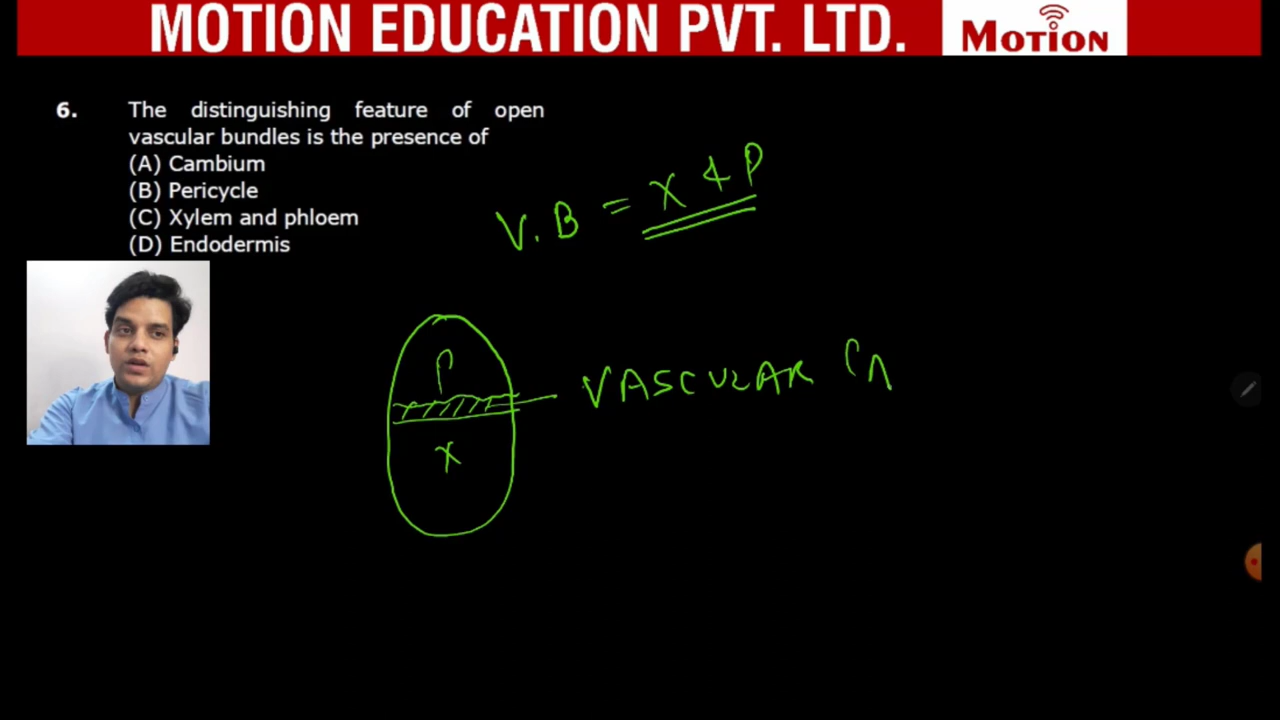 MOTION EDUCATION PVT. LTD.
MOTION
6. The distinguishing feature of open
vascular bundles is the presence of
(A) Cambium
(B) Pericycle
(C) Xylem and phloem
(D) Endodermis
V.B = X & P
P
VASCULAR CA
X